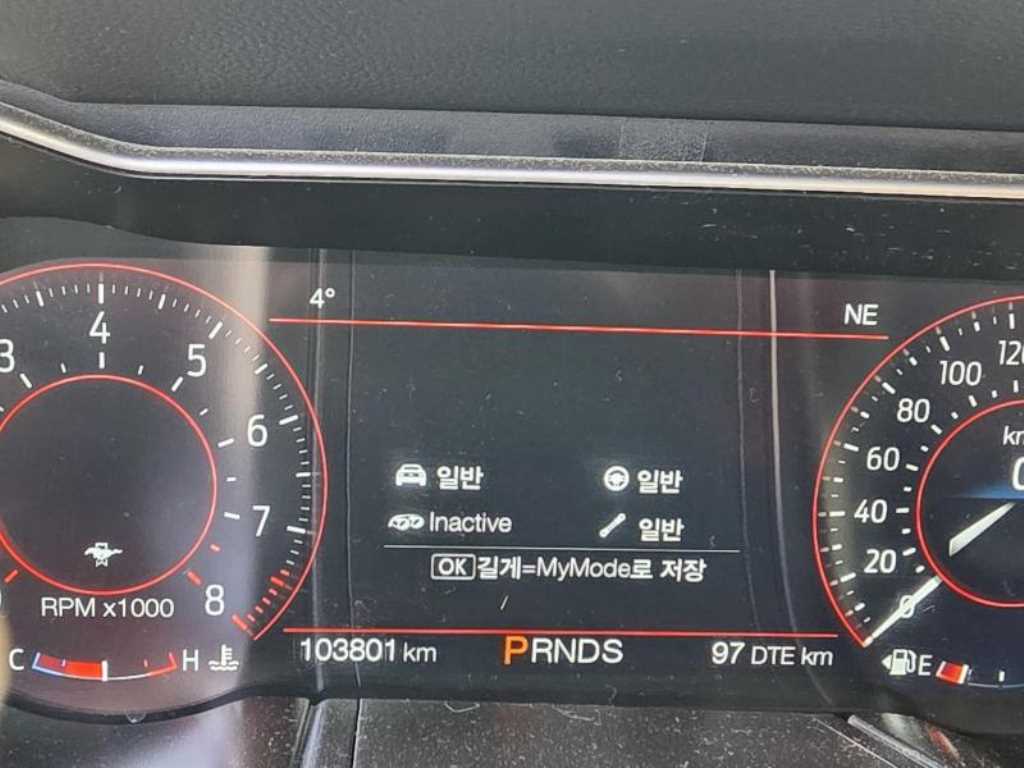 4°
NE
3 4 5 6 7 8
RPM x1000
C H
일반 일반
Inactive 일반
OK 길게=MyMode로 저장
103801 km PRNDS 97 DTE km
0 20 40 60 80 100 120
E